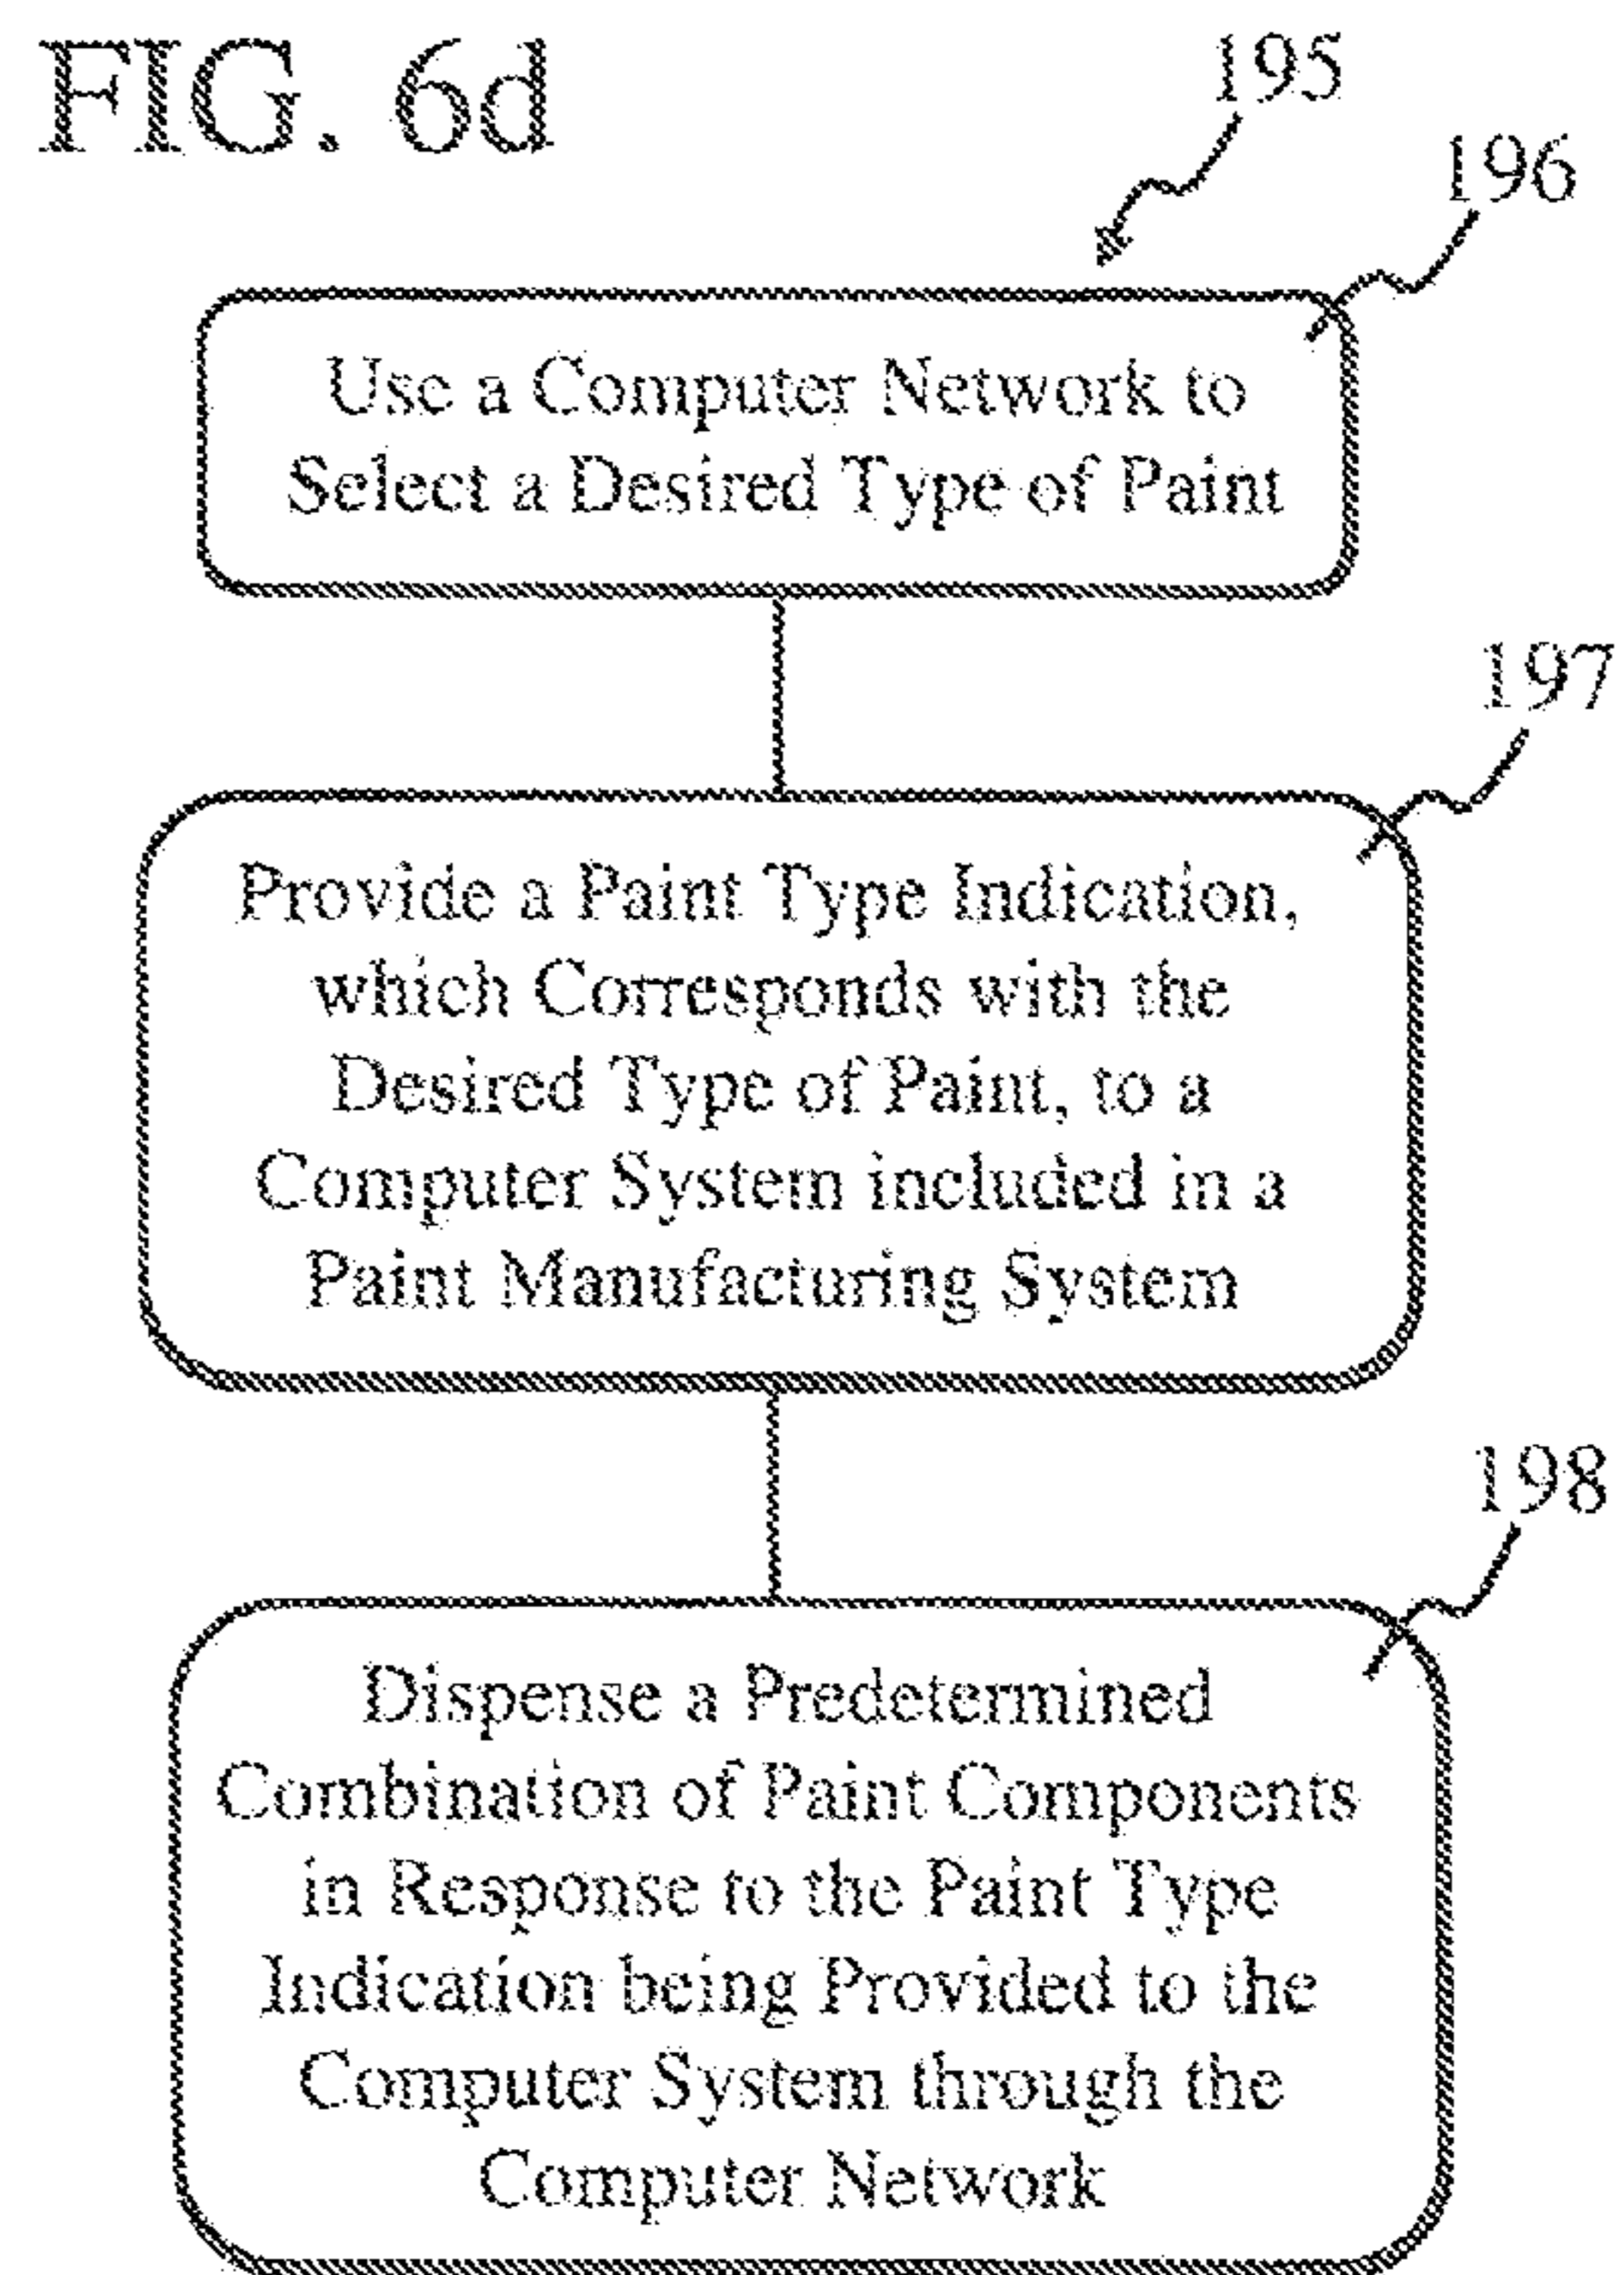 FIG. 6d
195
196
Use a Computer Network to
Select a Desired Type of Paint
197
Provide a Paint Type Indication,
which Corresponds with the
Desired Type of Paint, to a
Computer System included in a
Paint Manufacturing System
198
Dispense a Predetermined
Combination of Paint Components
in Response to the Paint Type
Indication being Provided to the
Computer System through the
Computer Network